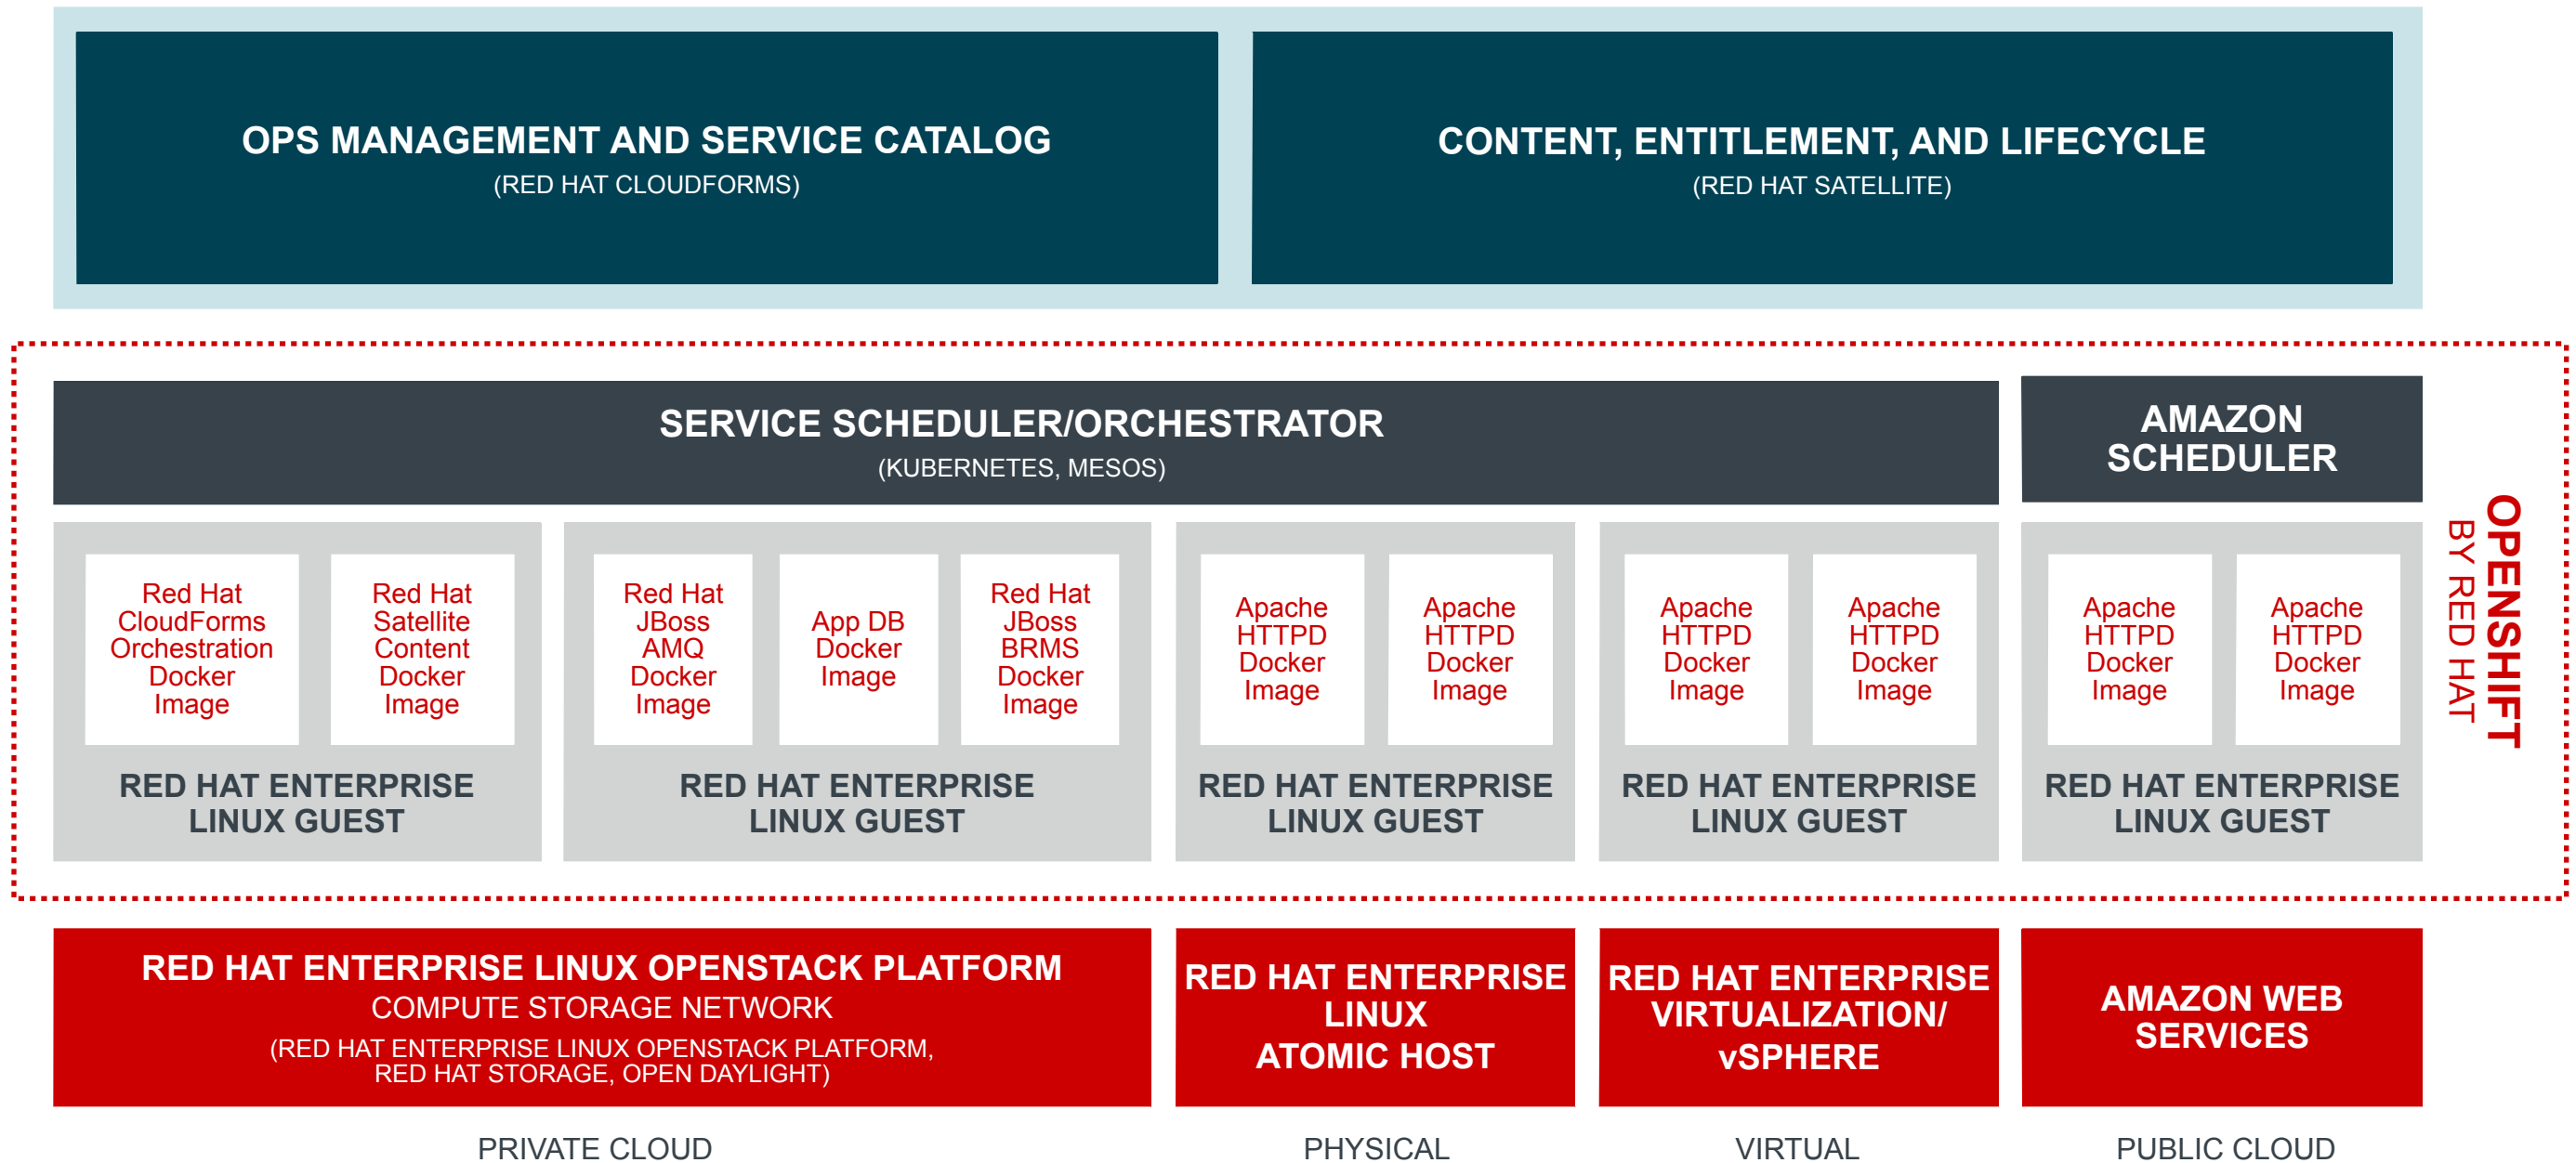 OPS MANAGEMENT AND SERVICE CATALOG
(RED HAT CLOUDFORMS)
CONTENT, ENTITLEMENT, AND LIFECYCLE
(RED HAT SATELLITE)
SERVICE SCHEDULER/ORCHESTRATOR
(KUBERNETES, MESOS)
AMAZON
SCHEDULER
Red Hat
CloudForms
Orchestration
Docker
Image
Red Hat
Satellite
Content
Docker
Image
RED HAT ENTERPRISE
LINUX GUEST
Red Hat
JBoss
AMQ
Docker
Image
App DB
Docker
Image
Red Hat
JBoss
BRMS
Docker
Image
RED HAT ENTERPRISE
LINUX GUEST
Apache
HTTPD
Docker
Image
Apache
HTTPD
Docker
Image
RED HAT ENTERPRISE
LINUX GUEST
Apache
HTTPD
Docker
Image
Apache
HTTPD
Docker
Image
RED HAT ENTERPRISE
LINUX GUEST
Apache
HTTPD
Docker
Image
Apache
HTTPD
Docker
Image
RED HAT ENTERPRISE
LINUX GUEST
OPENSHIFT
BY RED HAT
RED HAT ENTERPRISE LINUX OPENSTACK PLATFORM
COMPUTE STORAGE NETWORK
(RED HAT ENTERPRISE LINUX OPENSTACK PLATFORM,
RED HAT STORAGE, OPEN DAYLIGHT)
RED HAT ENTERPRISE
LINUX
ATOMIC HOST
RED HAT ENTERPRISE
VIRTUALIZATION/
vSPHERE
AMAZON WEB
SERVICES
PRIVATE CLOUD
PHYSICAL
VIRTUAL
PUBLIC CLOUD